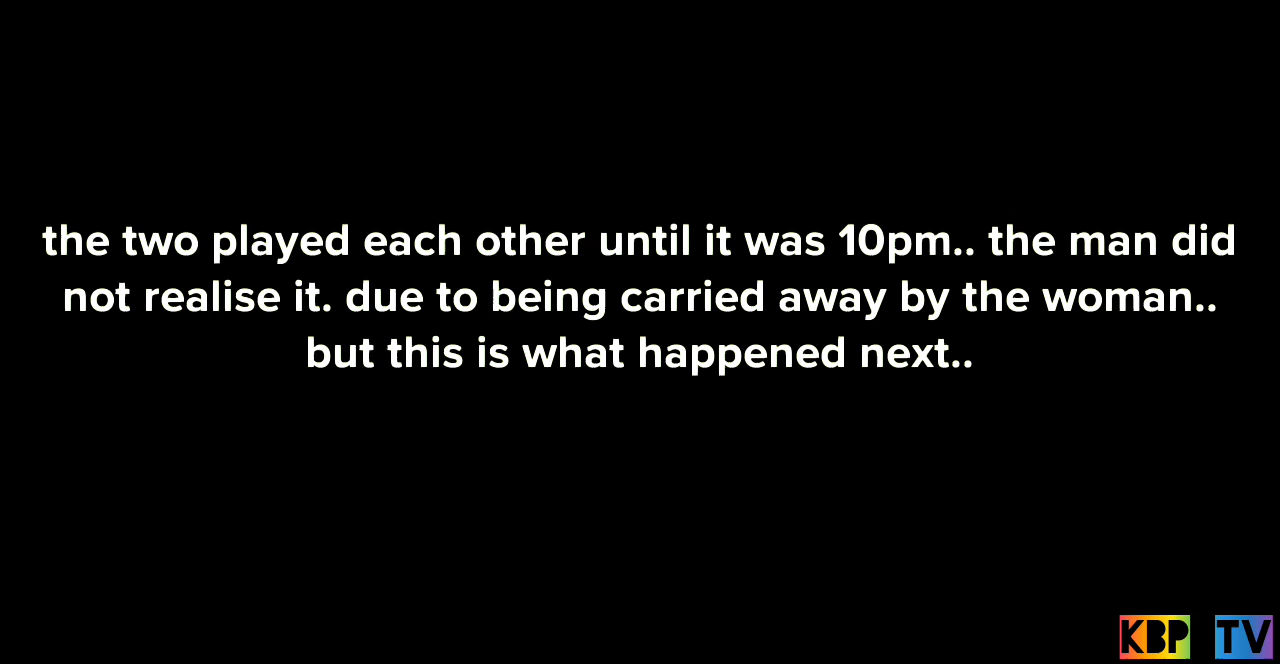 the two played each other until it was 10pm.. the man did
not realise it. due to being carried away by the woman..
but this is what happened next..
KBP TV